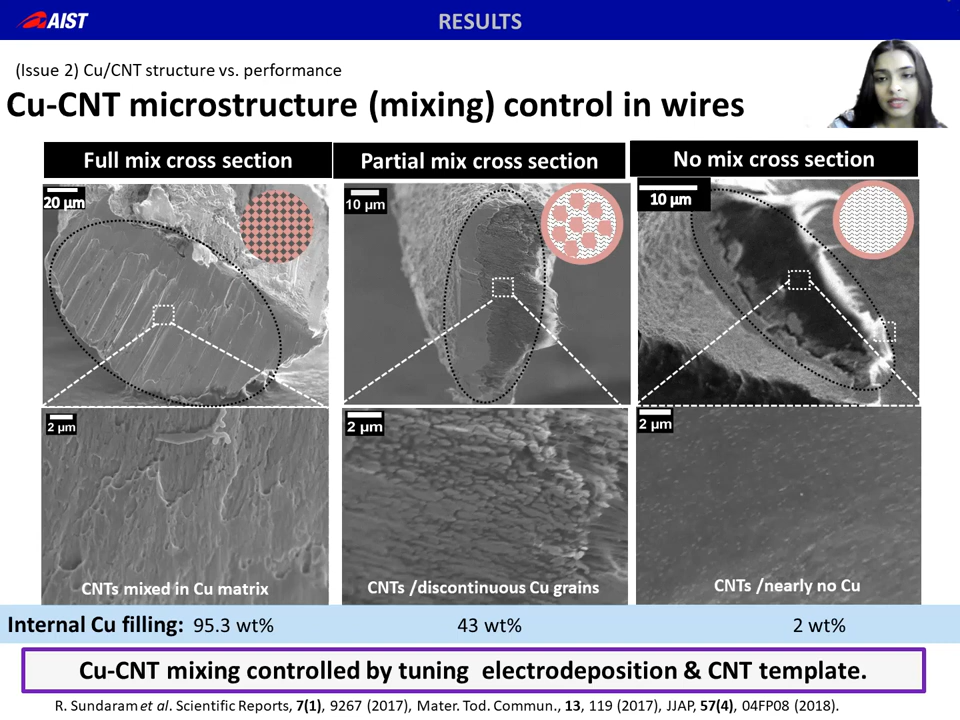 AIST
RESULTS
(Issue 2) Cu/CNT structure vs. performance
Cu-CNT microstructure (mixing) control in wires
Full mix cross section
Partial mix cross section
No mix cross section
20 µm
10 µm
10 µm
2 µm
2 µm
2 µm
CNTs mixed in Cu matrix
CNTs /discontinuous Cu grains
CNTs /nearly no Cu
Internal Cu filling: 95.3 wt% 43 wt% 2 wt%
Cu-CNT mixing controlled by tuning electrodeposition & CNT template.
R. Sundaram et al. Scientific Reports, 7(1), 9267 (2017), Mater. Tod. Commun., 13, 119 (2017), JJAP, 57(4), 04FP08 (2018).